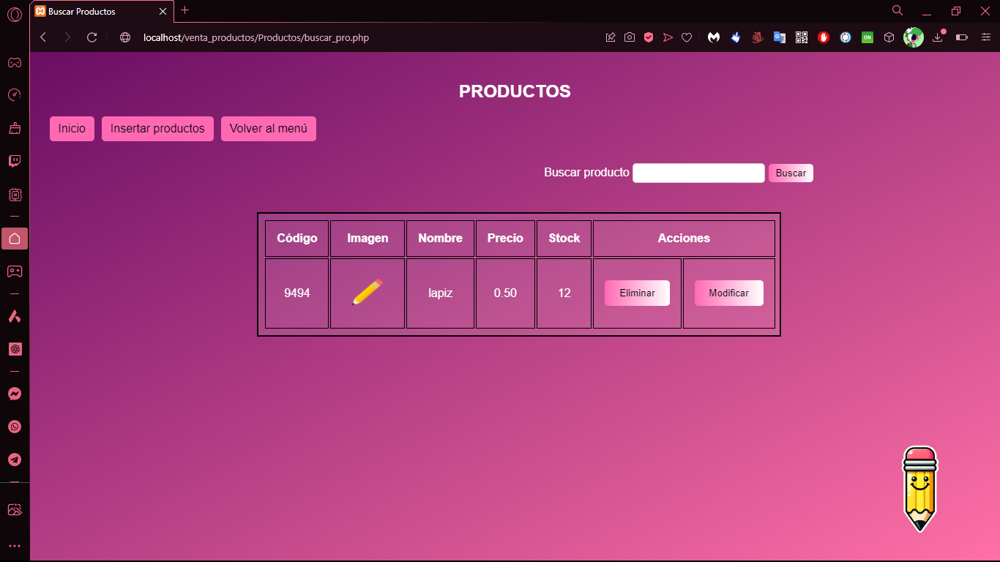 Buscar Productos
localhost/venta_productos/Productos/buscar_pro.php
ON
PRODUCTOS
Inicio Insertar productos Volver al menú
Buscar producto Buscar
Código Imagen Nombre Precio Stock Acciones
9494 lapiz 0.50 12 Eliminar Modificar